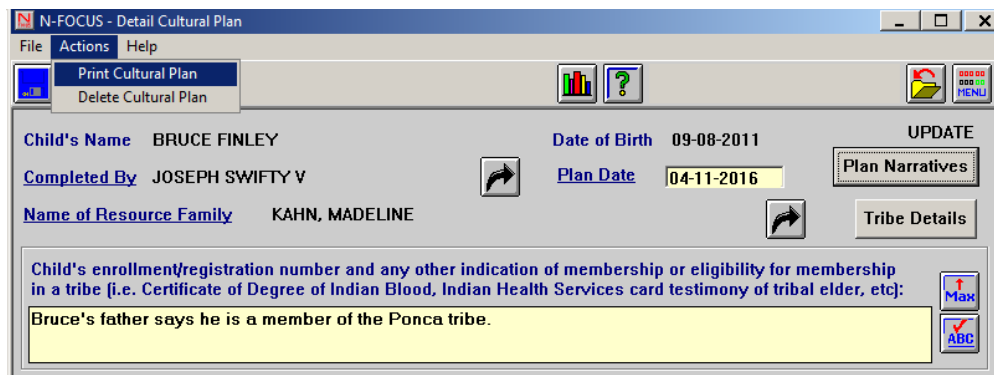 N-FOCUS - Detail Cultural Plan
File Actions Help
Print Cultural Plan
Delete Cultural Plan
MENU
Child's Name BRUCE FINLEY Date of Birth 09-08-2011 UPDATE
Completed By JOSEPH SWIFTY V Plan Date 04-11-2016 Plan Narratives
Name of Resource Family KAHN, MADELINE Tribe Details
Child's enrollment/registration number and any other indication of membership or eligibility for membership
in a tribe (i.e. Certificate of Degree of Indian Blood, Indian Health Services card testimony of tribal elder, etc):
Max
Bruce's father says he is a member of the Ponca tribe.
ABC